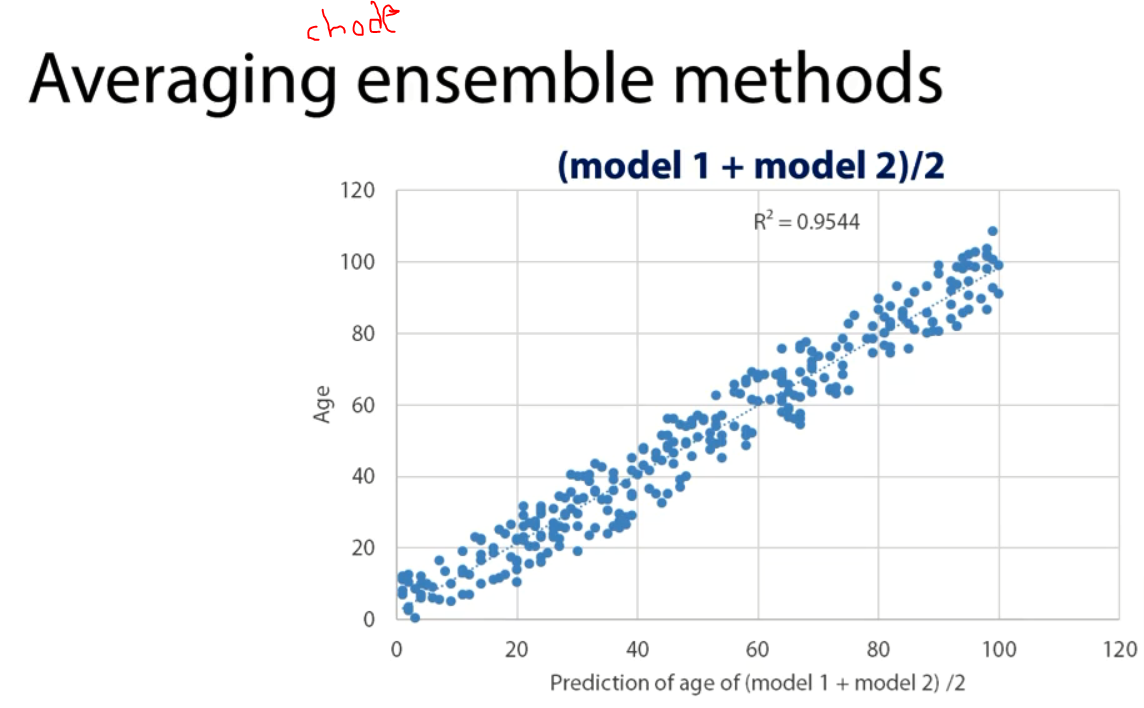 chode
Averaging ensemble methods
(model 1 + model 2)/2
120
R² = 0.9544
100
80
60
40
20
0
Age
0 20 40 60 80 100 120
Prediction of age of (model 1 + model 2) /2